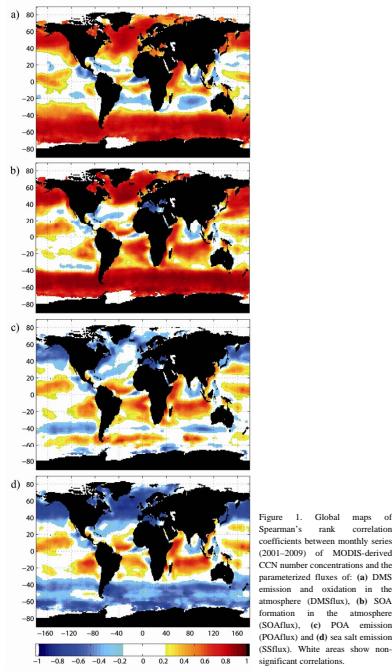 a)
80
60
40
20
0
−20
−40
−60
−80
b)
80
60
40
20
0
−20
−40
−60
−80
c)
80
60
40
20
0
−20
−40
−60
−80
d)
80
60
40
20
0
−20
−40
−60
−80
−160 −120 −80 −40 0 40 80 120 160
−1 −0.8 −0.6 −0.4 −0.2 0 0.2 0.4 0.6 0.8 1
Figure 1. Global maps of
Spearman's rank correlation
coefficients between monthly series
(2001–2009) of MODIS-derived
CCN number concentrations and the
parameterized fluxes of: (a) DMS
emission and oxidation in the
atmosphere (DMSflux), (b) SOA
formation in the atmosphere
(SOAflux), (c) POA emission
(POAflux) and (d) sea salt emission
(SSflux). White areas show non-
significant correlations.